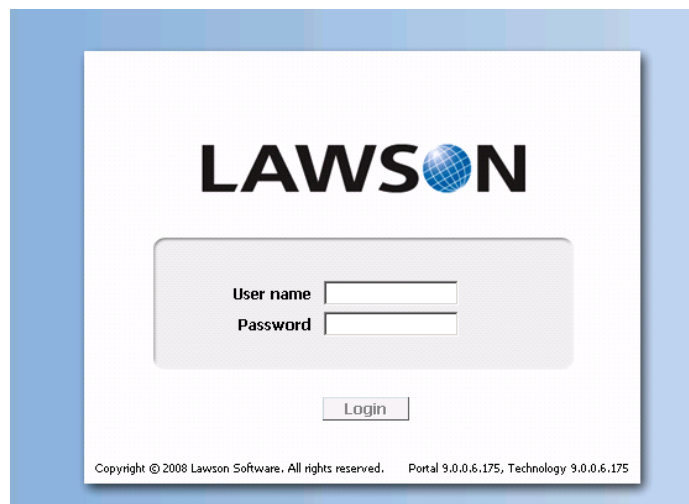 LAWSON
User name
Password
Login
Copyright © 2008 Lawson Software. All rights reserved. Portal 9.0.0.6.175, Technology 9.0.0.6.175